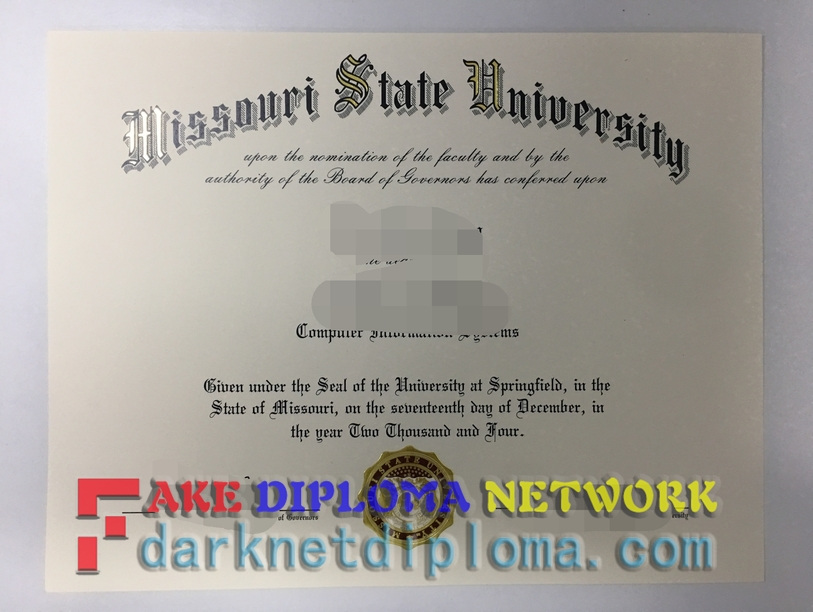 Missouri State University
upon the nomination of the faculty and by the
authority of the Board of Governors has conferred upon
Computer Information Systems
Given under the Seal of the University at Springfield, in the
State of Missouri, on the seventeenth day of December, in
the year Two Thousand and Four.
of Governors
FAKE DIPLOMA NETWORK
darknetdiploma.com